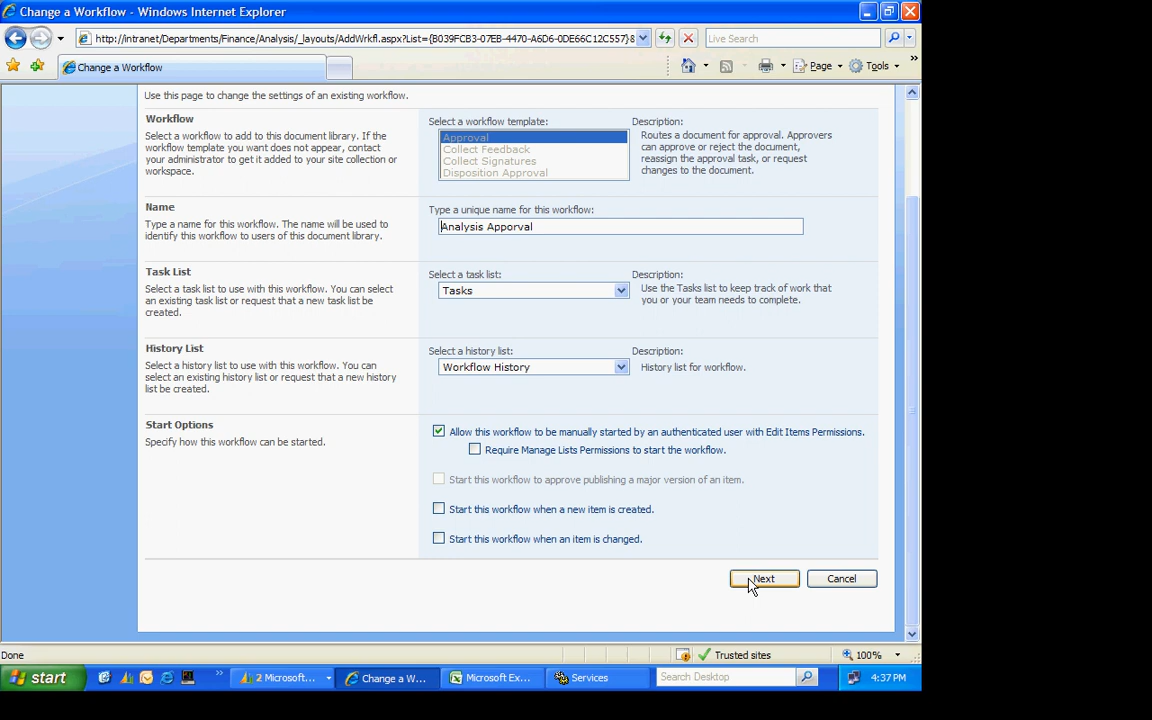 Change a Workflow - Windows Internet Explorer
http://intranet/Departments/Finance/Analysis/_layouts/AddWrkfl.aspx?List={B039FCB3-07EB-4470-A6D6-0DE66C12C557}&
Live Search
Change a Workflow
Page
Tools
»
Use this page to change the settings of an existing workflow.
Workflow
Select a workflow to add to this document library. If the
workflow template you want does not appear, contact
your administrator to get it added to your site collection or
workspace.
Select a workflow template:
Approval
Collect Feedback
Collect Signatures
Disposition Approval
Description:
Routes a document for approval. Approvers
can approve or reject the document,
reassign the approval task, or request
changes to the document.
Name
Type a name for this workflow. The name will be used to
identify this workflow to users of this document library.
Type a unique name for this workflow:
Analysis Apporval
Task List
Select a task list to use with this workflow. You can select
an existing task list or request that a new task list be
created.
Select a task list:
Tasks
Description:
Use the Tasks list to keep track of work that
you or your team needs to complete.
History List
Select a history list to use with this workflow. You can
select an existing history list or request that a new history
list be created.
Select a history list:
Workflow History
Description:
History list for workflow.
Start Options
Specify how this workflow can be started.
Allow this workflow to be manually started by an authenticated user with Edit Items Permissions.
Require Manage Lists Permissions to start the workflow.
Start this workflow to approve publishing a major version of an item.
Start this workflow when a new item is created.
Start this workflow when an item is changed.
Next
Cancel
Done
Trusted sites
100%
start
»
2 Microsoft...
Change a W...
Microsoft Ex...
Services
Search Desktop
4:37 PM